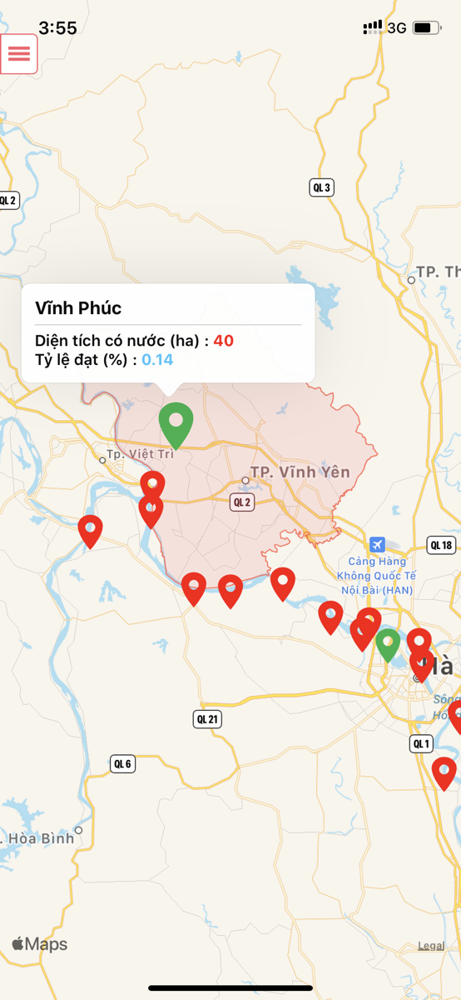 3:55
3G
QL 2
QL 3
TP. Th
Vĩnh Phúc
Diện tích có nước (ha) : 40
Tỷ lệ đạt (%) : 0.14
Tp. Việt Trì
TP. Vĩnh Yên
QL 2
QL 18
Cảng Hàng
Không Quốc Tế
Nội Bài (HAN)
Hà
Sông
Hồng
QL 21
QL 1
QL 6
. Hòa Bình
Maps
Legal